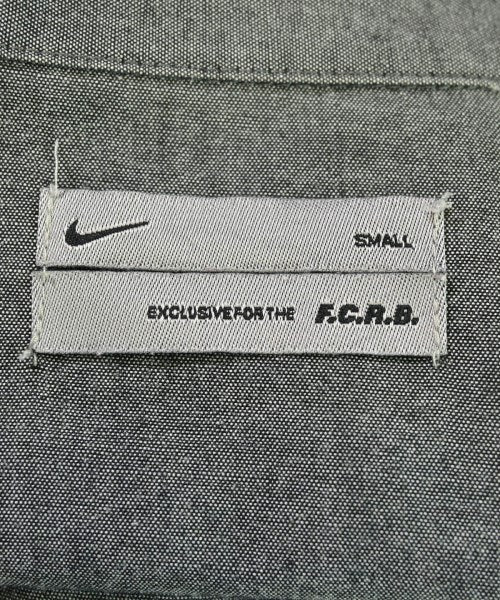 SMALL
EXCLUSIVE FOR THE F.C.R.B.